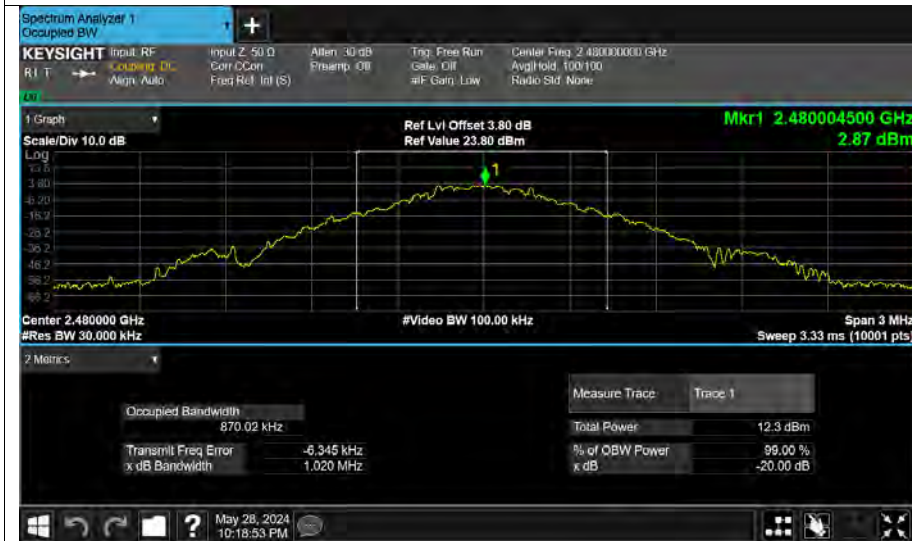 Spectrum Analyzer 1
Occupied BW
+
KEYSIGHT Input: RF Input Z: 50 Ω Atten: 30 dB Trig: Free Run Center Freq: 2.480000000 GHz
RLT Coupling: DC Corr CCorr Preamp: Off Gate: Off Avg|Hold: 100/100
Align: Auto Freq Ref: Int (S) #IF Gain: Low Radio Std: None
1 Graph
Scale/Div 10.0 dB
Ref Lvl Offset 3.80 dB
Ref Value 23.80 dBm
Mkr1 2.480004500 GHz
2.87 dBm
Log
13.8
3.80
-6.20
-16.2
-26.2
-36.2
-46.2
-56.2
-66.2
1
Center 2.480000 GHz #Video BW 100.00 kHz Span 3 MHz
#Res BW 30.000 kHz Sweep 3.33 ms (10001 pts)
2 Metrics
Occupied Bandwidth
870.02 kHz
Transmit Freq Error -6.345 kHz
x dB Bandwidth 1.020 MHz
Measure Trace Trace 1
Total Power 12.3 dBm
% of OBW Power 99.00 %
x dB -20.00 dB
?
May 28, 2024
10:18:53 PM